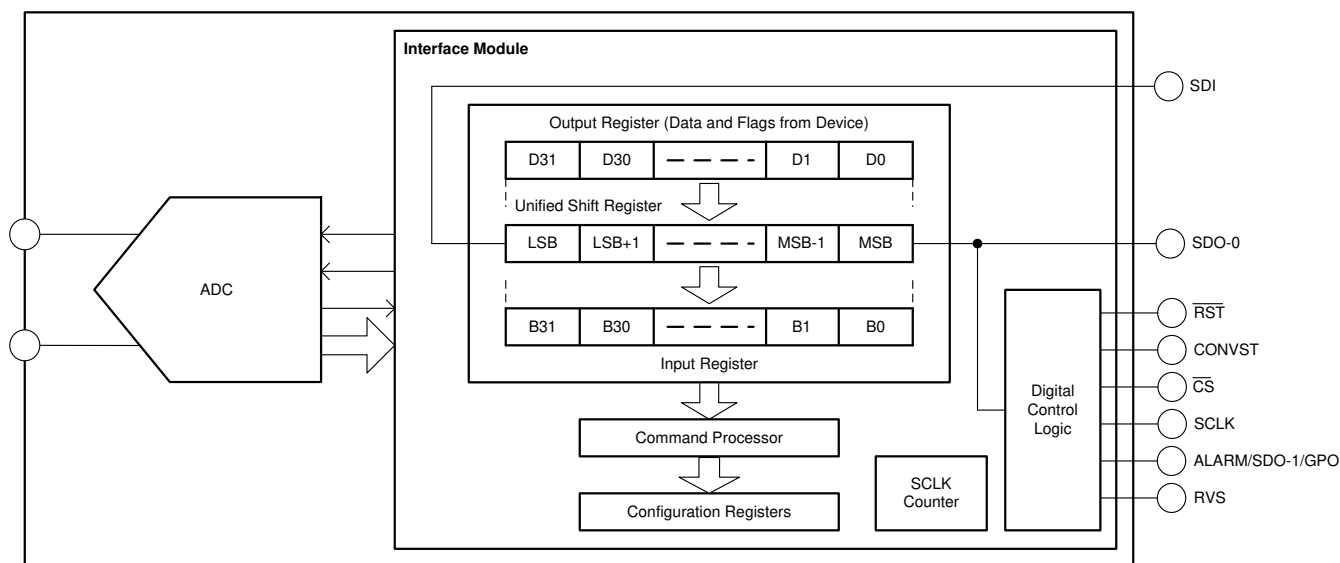 Interface Module
SDI
Output Register (Data and Flags from Device)
D31 D30 D1 D0
Unified Shift Register
LSB LSB+1 MSB-1 MSB
SDO-0
ADC
B31 B30 B1 B0
Input Register
RST
CONVST
CS
SCLK
ALARM/SDO-1/GPO
RVS
Digital
Control
Logic
Command Processor
SCLK
Counter
Configuration Registers